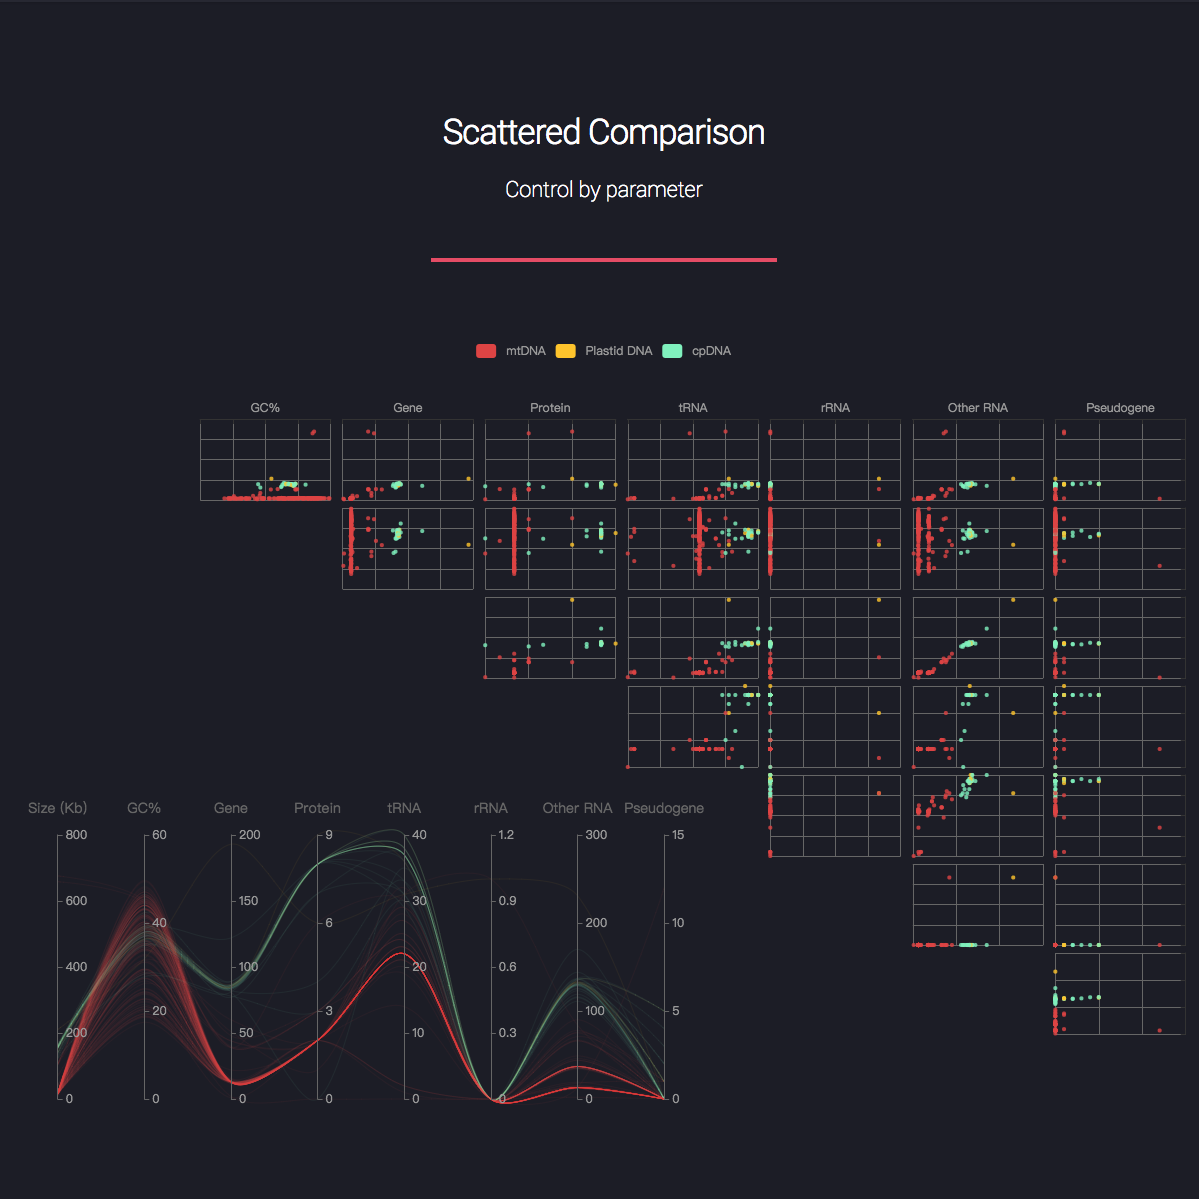 Scattered Comparison
Control by parameter
mtDNA Plastid DNA cpDNA
GC% Gene Protein tRNA rRNA Other RNA Pseudogene
Size (Kb) GC% Gene Protein tRNA rRNA Other RNA Pseudogene
800 60 200 9 40 1.2 300 15
600 150 30 0.9
40 6 200 10
400 100 20 0.6
20 3 100 5
200 50 10 0.3
0 0 0 0 0 0 0 0